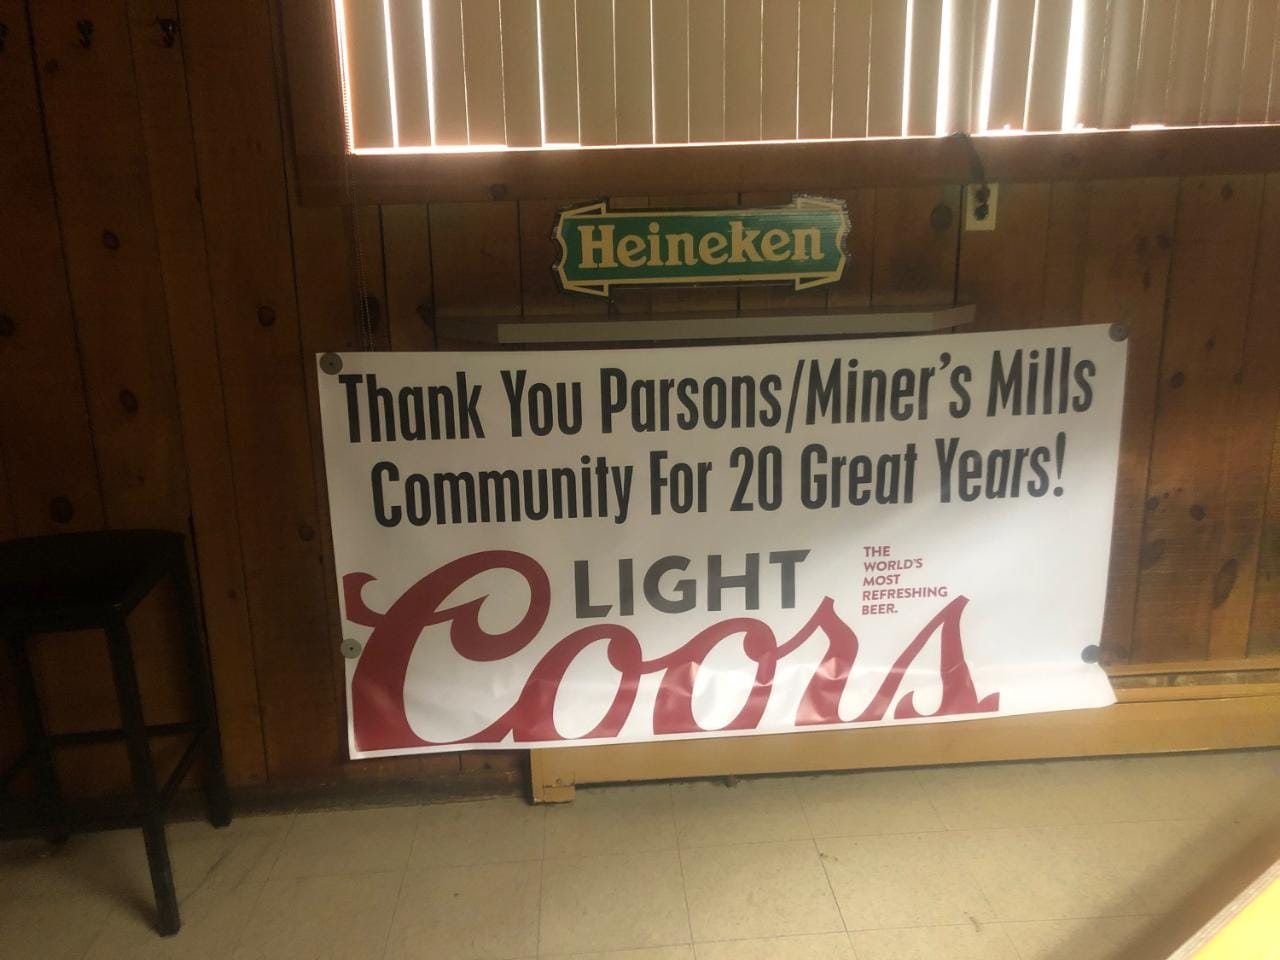 Heineken
Thank You Parsons/Miner's Mills
Community For 20 Great Years!
LIGHT
Coors
THE
WORLD'S
MOST
REFRESHING
BEER.